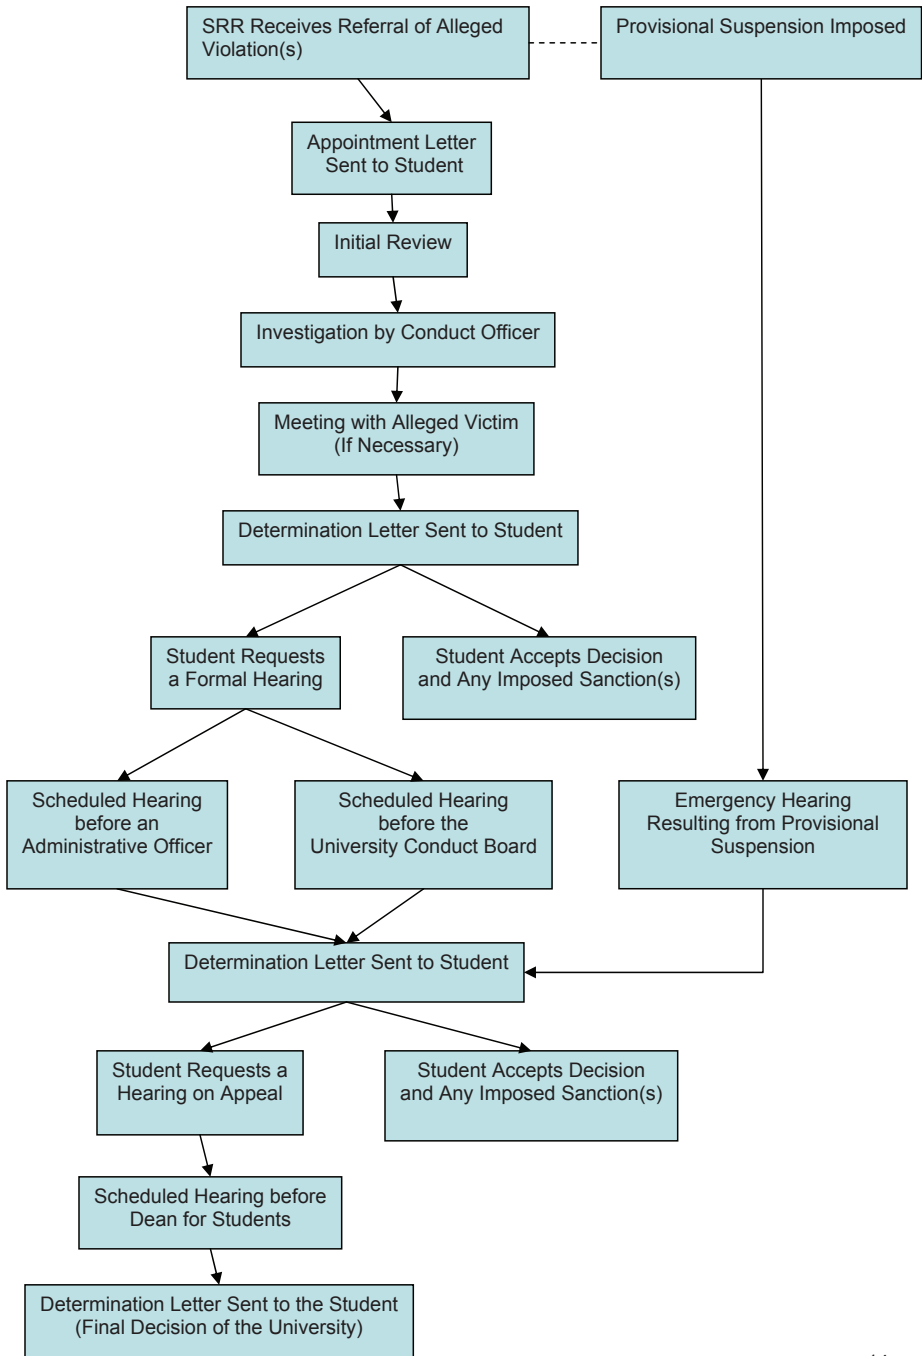 SRR Receives Referral of Alleged
Violation(s)
Provisional Suspension Imposed
Appointment Letter
Sent to Student
Initial Review
Investigation by Conduct Officer
Meeting with Alleged Victim
(If Necessary)
Determination Letter Sent to Student
Student Requests
a Formal Hearing
Student Accepts Decision
and Any Imposed Sanction(s)
Scheduled Hearing
before an
Administrative Officer
Scheduled Hearing
before the
University Conduct Board
Emergency Hearing
Resulting from Provisional
Suspension
Determination Letter Sent to Student
Student Requests a
Hearing on Appeal
Student Accepts Decision
and Any Imposed Sanction(s)
Scheduled Hearing before
Dean for Students
Determination Letter Sent to the Student
(Final Decision of the University)